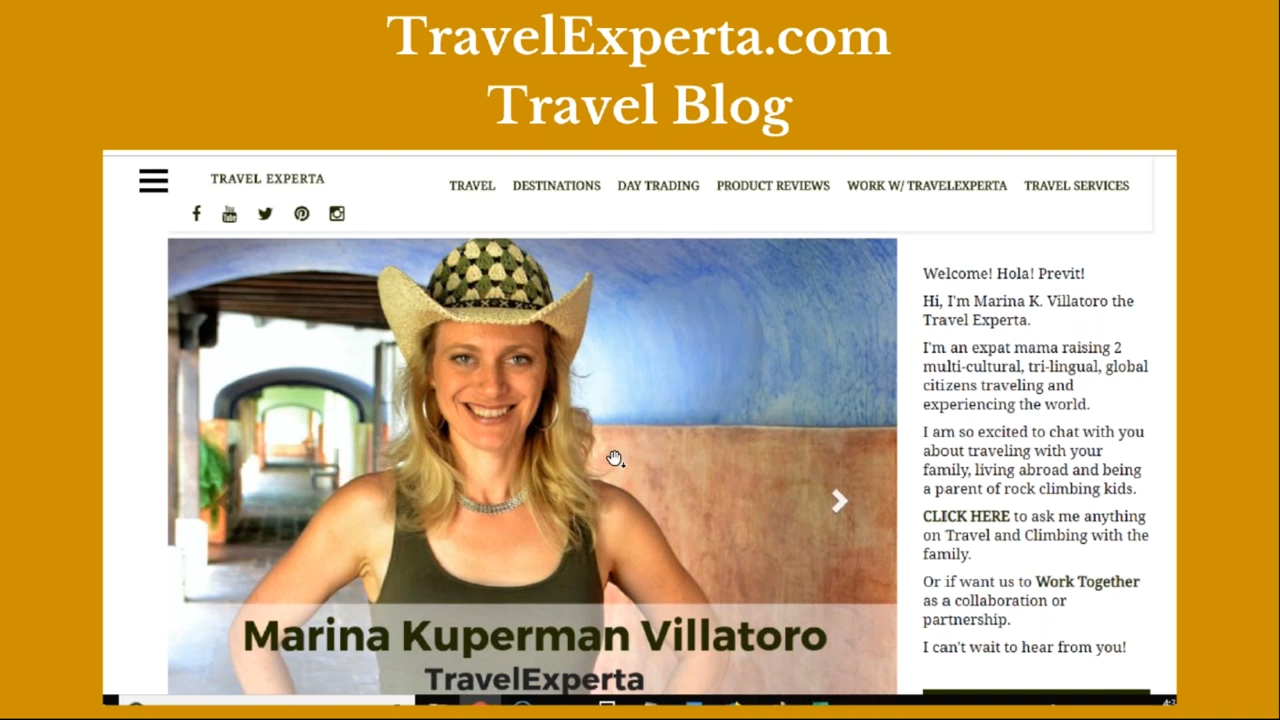 TravelExperta.com
Travel Blog
TRAVEL EXPERTA
TRAVEL
DESTINATIONS
DAY TRADING
PRODUCT REVIEWS
WORK W/ TRAVELEXPERTA
TRAVEL SERVICES
You
Tube
Welcome! Hola! Previt!
Hi, I'm Marina K. Villatoro the
Travel Experta.
I'm an expat mama raising 2
multi-cultural, tri-lingual, global
citizens traveling and
experiencing the world.
I am so excited to chat with you
about traveling with your
family, living abroad and being
a parent of rock climbing kids.
CLICK HERE to ask me anything
on Travel and Climbing with the
family.
Or if want us to Work Together
as a collaboration or
partnership.
I can't wait to hear from you!
Marina Kuperman Villatoro
TravelExperta